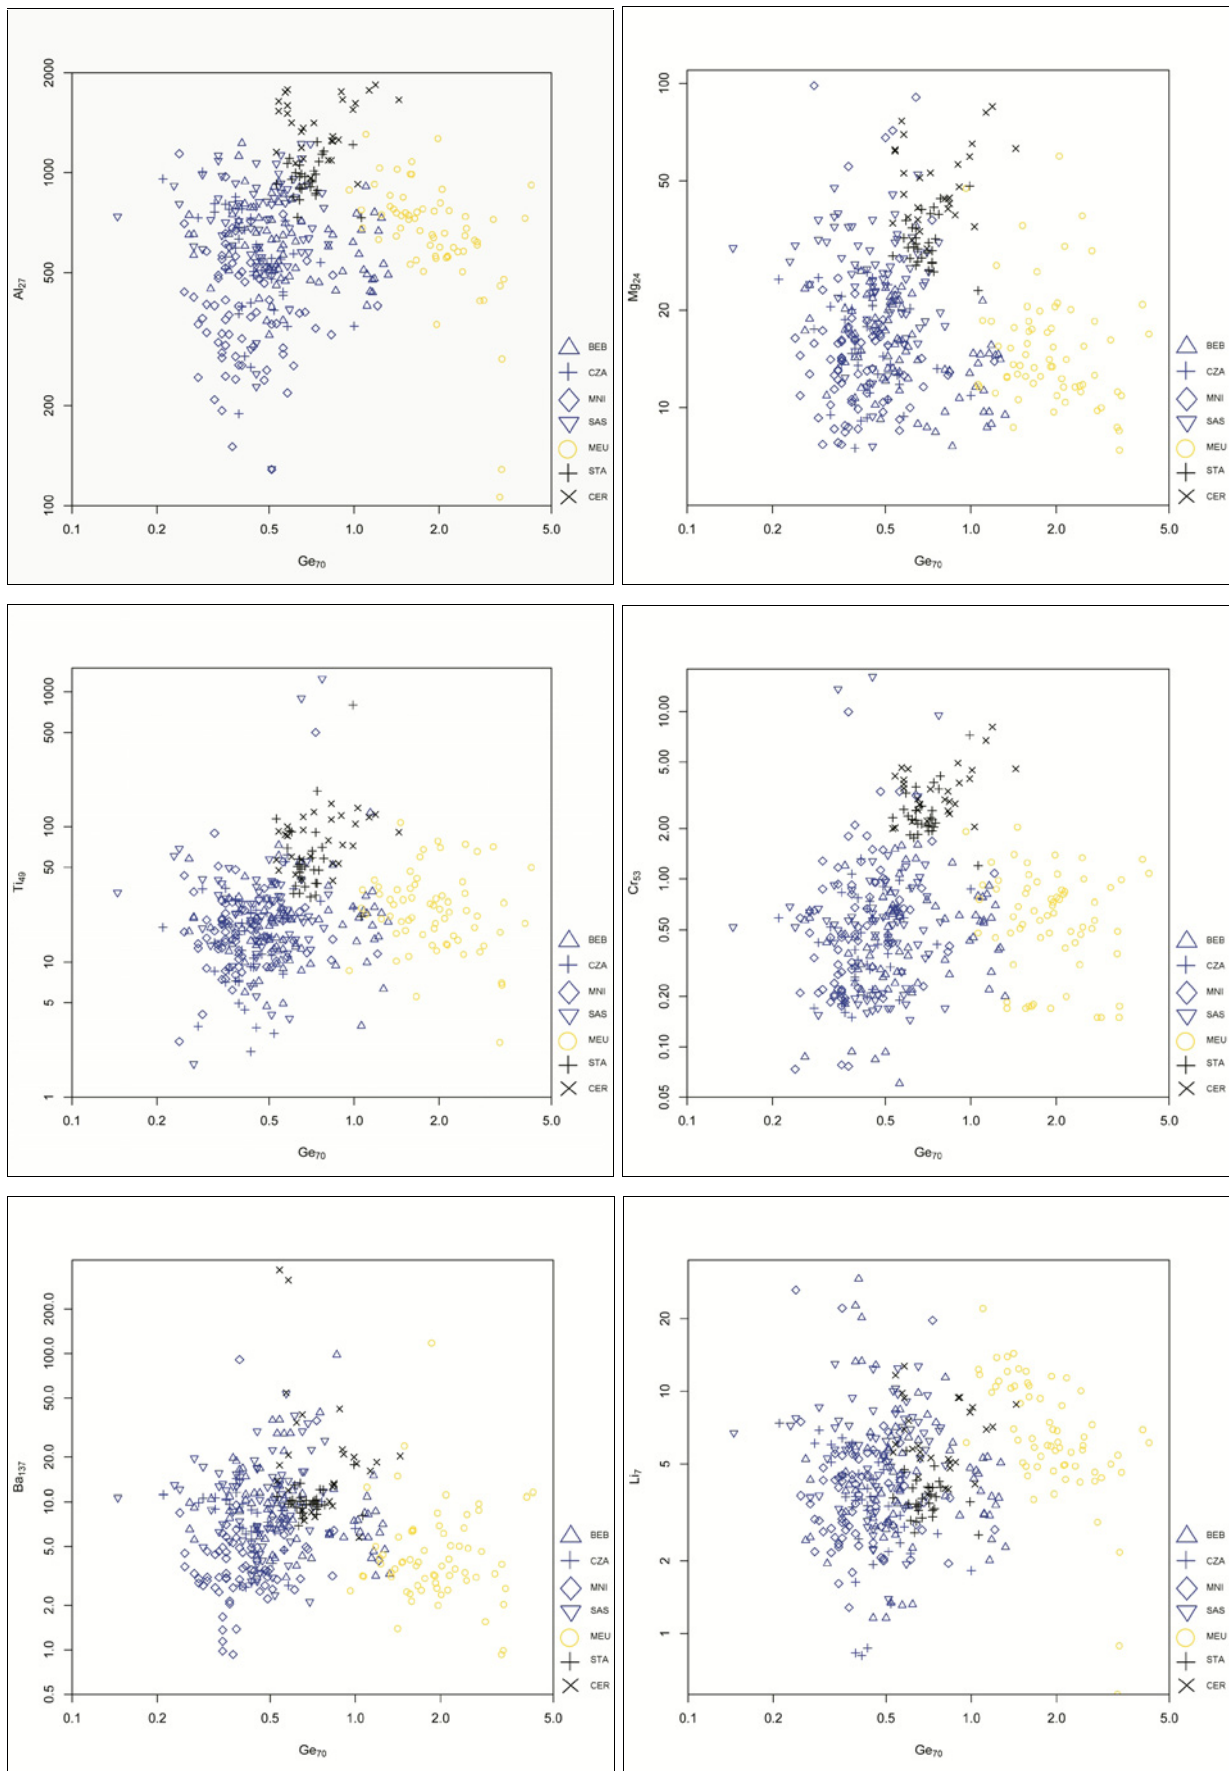 2000
1000
500
200
100
Al27
0.1 0.2 0.5 1.0 2.0 5.0
Ge70
BEB
CZA
MNI
SAS
MEU
STA
CER
100
50
20
10
Mg24
0.1 0.2 0.5 1.0 2.0 5.0
Ge70
BEB
CZA
MNI
SAS
MEU
STA
CER
1000
500
100
50
10
5
1
Ti49
0.1 0.2 0.5 1.0 2.0 5.0
Ge70
BEB
CZA
MNI
SAS
MEU
STA
CER
10.00
5.00
2.00
1.00
0.50
0.20
0.10
0.05
Cr53
0.1 0.2 0.5 1.0 2.0 5.0
Ge70
BEB
CZA
MNI
SAS
MEU
STA
CER
200.0
100.0
50.0
20.0
10.0
5.0
2.0
1.0
0.5
Ba137
0.1 0.2 0.5 1.0 2.0 5.0
Ge70
BEB
CZA
MNI
SAS
MEU
STA
CER
20
10
5
2
1
Li7
0.1 0.2 0.5 1.0 2.0 5.0
Ge70
BEB
CZA
MNI
SAS
MEU
STA
CER